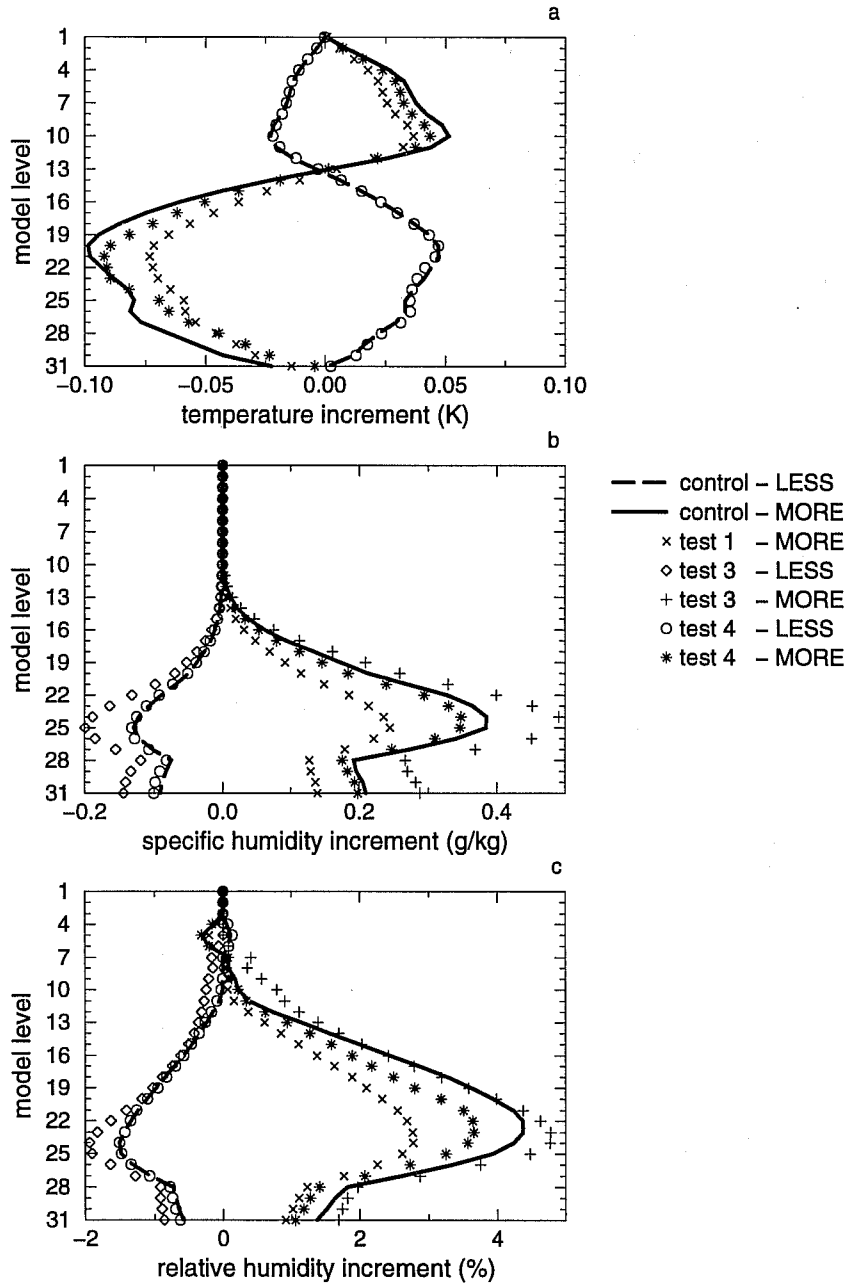 a
1
4
7
10
13
16
19
22
25
28
31
model level
−0.10
−0.05
0.00
0.05
0.10
temperature increment (K)
b
1
4
7
10
13
16
19
22
25
28
31
model level
−0.2
0.0
0.2
0.4
specific humidity increment (g/kg)
control – LESS
control – MORE
test 1 – MORE
test 3 – LESS
test 3 – MORE
test 4 – LESS
test 4 – MORE
c
1
4
7
10
13
16
19
22
25
28
31
model level
−2
0
2
4
relative humidity increment (%)